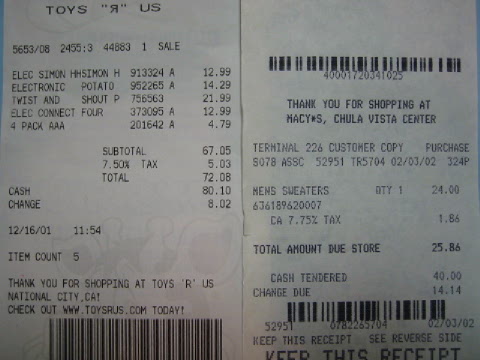 TOYS "Я" US
5653/08 2455:3 44883 1 SALE
ELEC SIMON HHSIMON H 913324 A 12.99
ELECTRONIC POTATO 952265 A 14.29
TWIST AND SHOUT P 756563 21.99
ELEC CONNECT FOUR 373095 A 12.99
4 PACK AAA 201642 A 4.79
SUBTOTAL 67.05
7.50% TAX 5.03
TOTAL 72.08
CASH 80.10
CHANGE 8.02
12/16/01 11:54
ITEM COUNT 5
THANK YOU FOR SHOPPING AT TOYS 'R' US
NATIONAL CITY,CA!
CHECK OUT WWW.TOYSRUS.COM TODAY!
40001720341025
THANK YOU FOR SHOPPING AT
MACY*S, CHULA VISTA CENTER
TERMINAL 226 CUSTOMER COPY PURCHASE
S078 ASSC 52951 TR5704 02/03/02 324P
MENS SWEATERS QTY 1 24.00
636189620007
CA 7.75% TAX 1.86
TOTAL AMOUNT DUE STORE 25.86
CASH TENDERED 40.00
CHANGE DUE 14.14
52951 0782265704 02/03/02
KEEP THIS RECEIPT SEE REVERSE SIDE
KEEP THIS RECEIPT